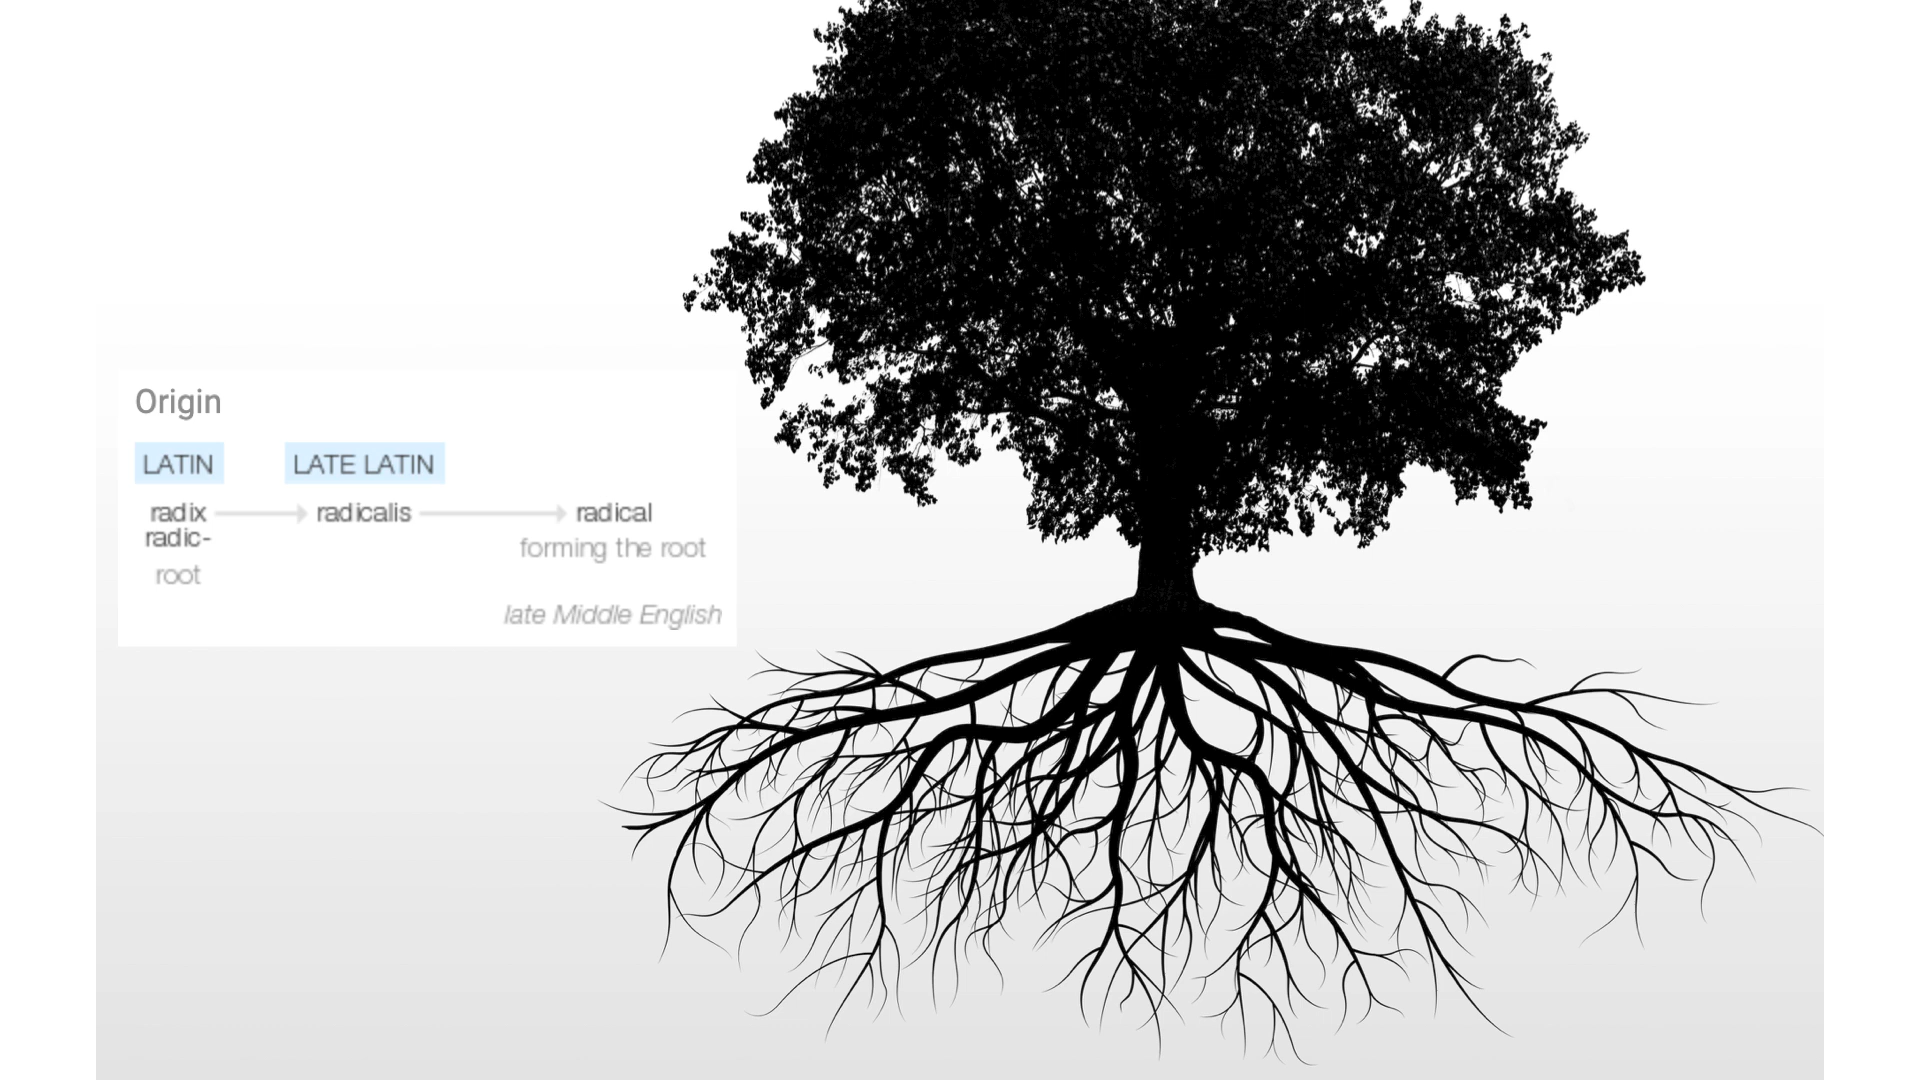 Origin
LATIN LATE LATIN
radix radicalis radical
radic- forming the root
root
late Middle English